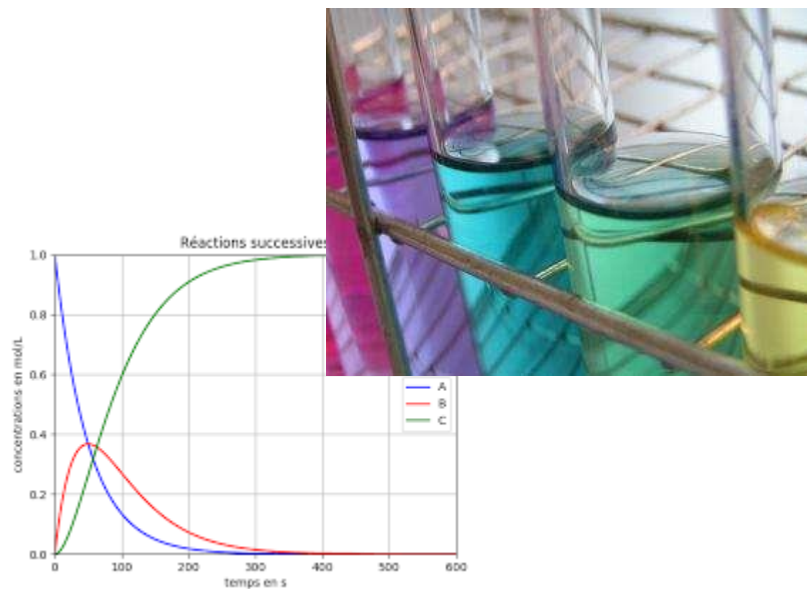 Réactions successives
1.0
0.8
0.6
0.4
0.2
0.0
concentrations en mol/L
0 100 200 300 400 500 600
temps en s
A
B
C